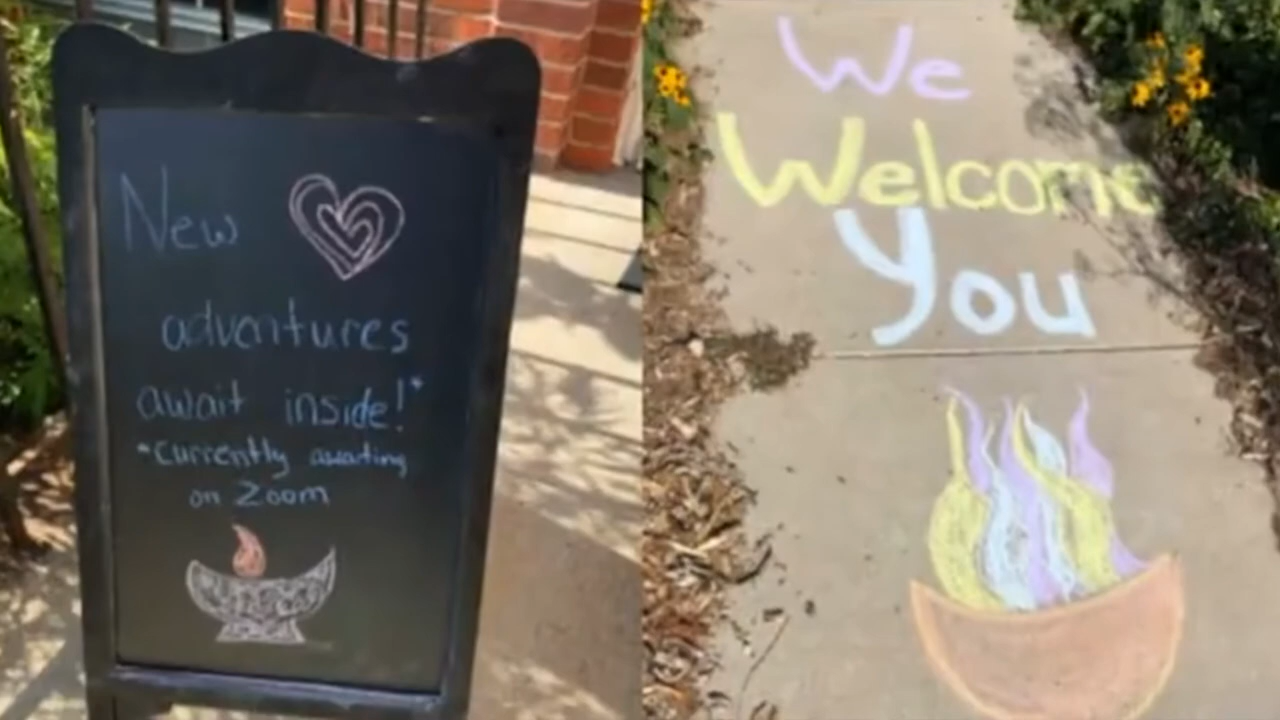 New
adventures
await inside!*
*Currently awaiting
on Zoom
We
Welcome
You